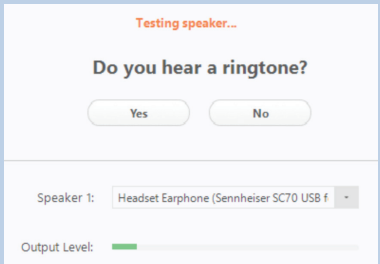 Testing speaker...
Do you hear a ringtone?
Yes
No
Speaker 1:
Headset Earphone (Sennheiser SC70 USB f
Output Level: